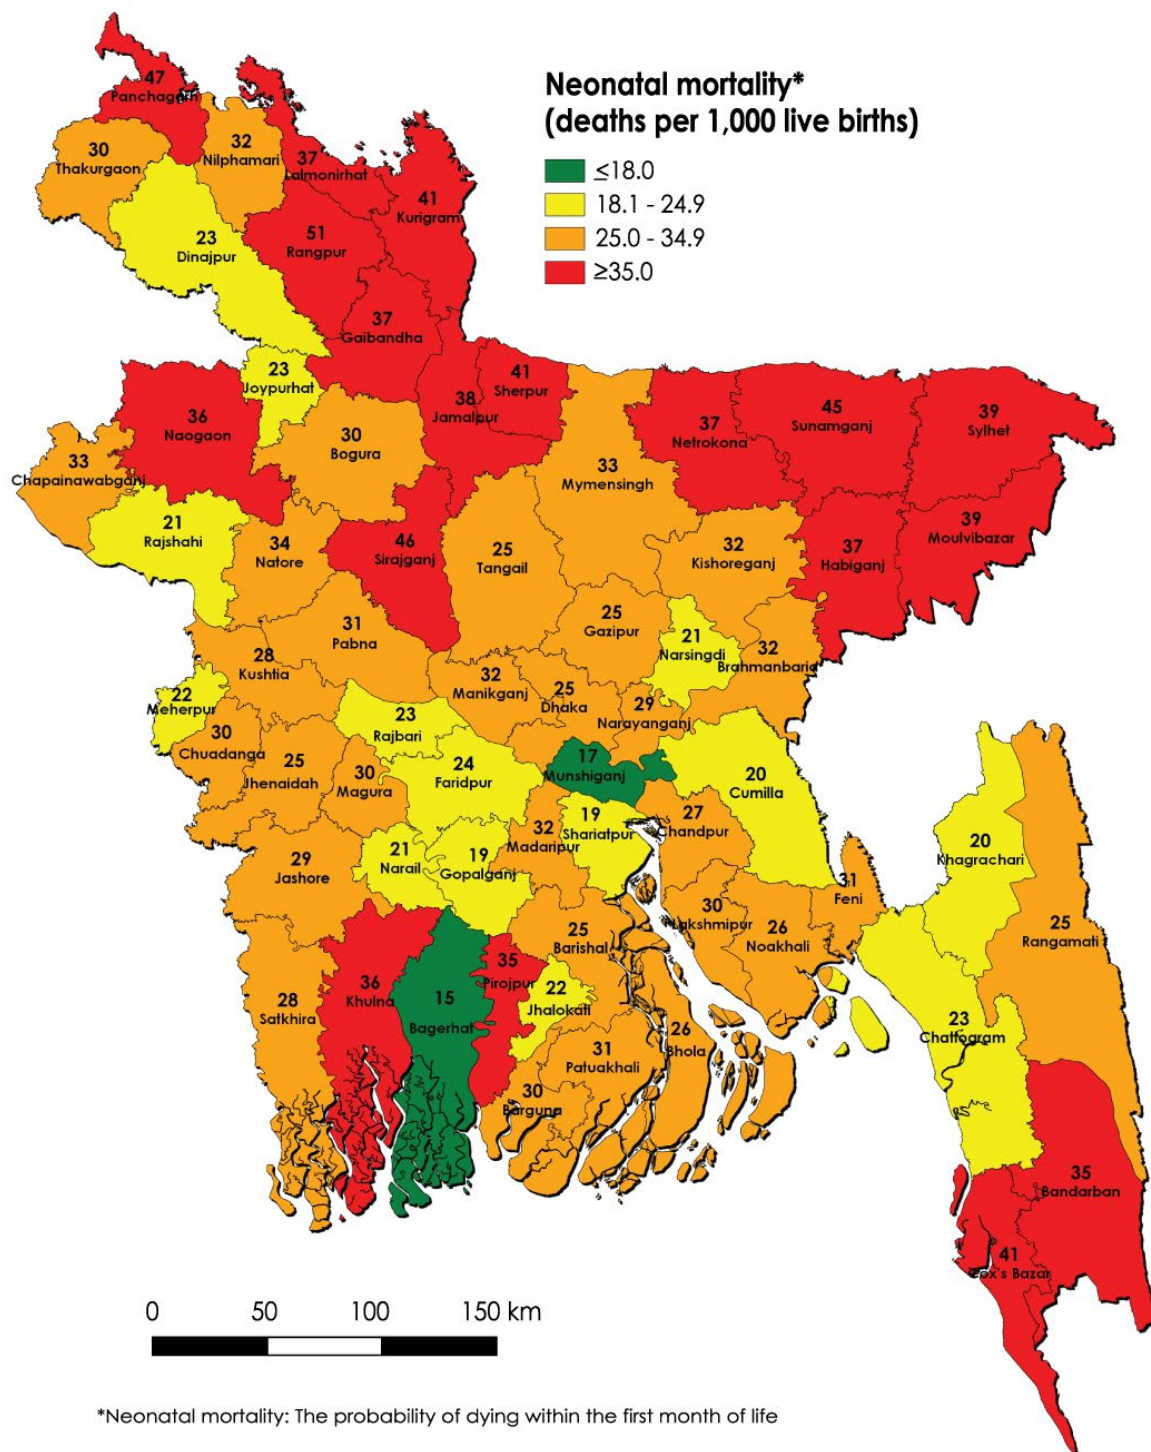 Neonatal mortality*
(deaths per 1,000 live births)
≤18.0
18.1 - 24.9
25.0 - 34.9
≥35.0
47
Panchagarh
30
Thakurgaon
32
Nilphamari
37
Lalmonirhat
41
Kurigram
23
Dinajpur
51
Rangpur
37
Gaibandha
23
Joypurhat
36
Naogaon
30
Bogura
38
Jamalpur
41
Sherpur
33
Mymensingh
37
Netrokona
45
Sunamganj
39
Sylhet
33
Chapainawabganj
21
Rajshahi
34
Natore
46
Sirajganj
25
Tangail
32
Kishoreganj
37
Habiganj
39
Moulvibazar
31
Pabna
25
Gazipur
21
Narsingdi
32
Brahmanbaria
28
Kushtia
22
Meherpur
32
Manikganj
25
Dhaka
29
Narayanganj
30
Chuadanga
25
Jhenaidah
30
Magura
23
Rajbari
24
Faridpur
17
Munshiganj
20
Cumilla
32
Madaripur
19
Shariatpur
27
Chandpur
29
Jashore
21
Narail
19
Gopalganj
20
Khagrachari
31
Feni
30
Lakshmipur
26
Noakhali
25
Rangamati
25
Barishal
28
Satkhira
36
Khulna
15
Bagerhat
35
Pirojpur
22
Jhalokati
26
Bhola
31
Patuakhali
30
Barguna
23
Chattogram
35
Bandarban
41
Cox's Bazar
0 50 100 150 km
*Neonatal mortality: The probability of dying within the first month of life